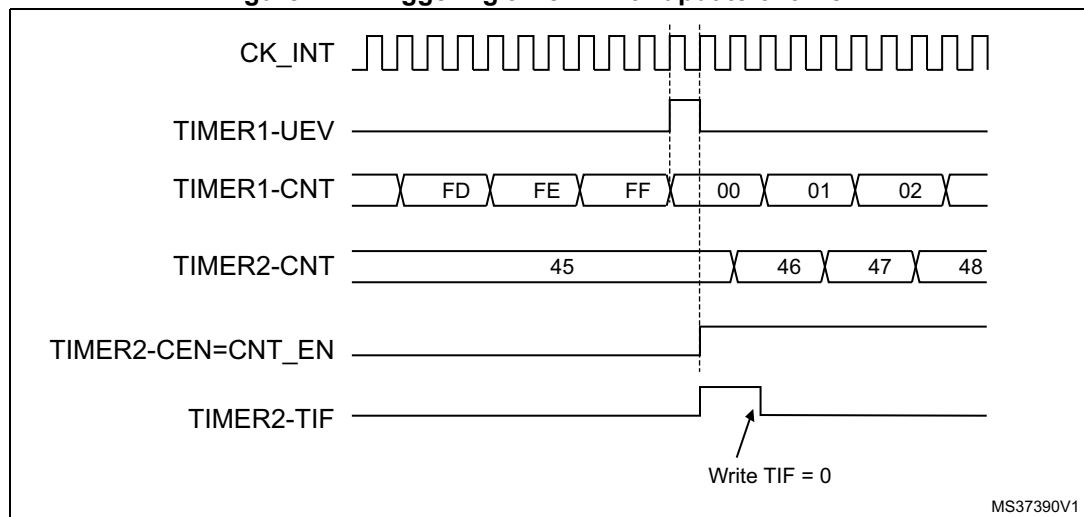 CK_INT
TIMER1-UEV
TIMER1-CNT FD FE FF 00 01 02
TIMER2-CNT 45 46 47 48
TIMER2-CEN=CNT_EN
TIMER2-TIF
Write TIF = 0
MS37390V1